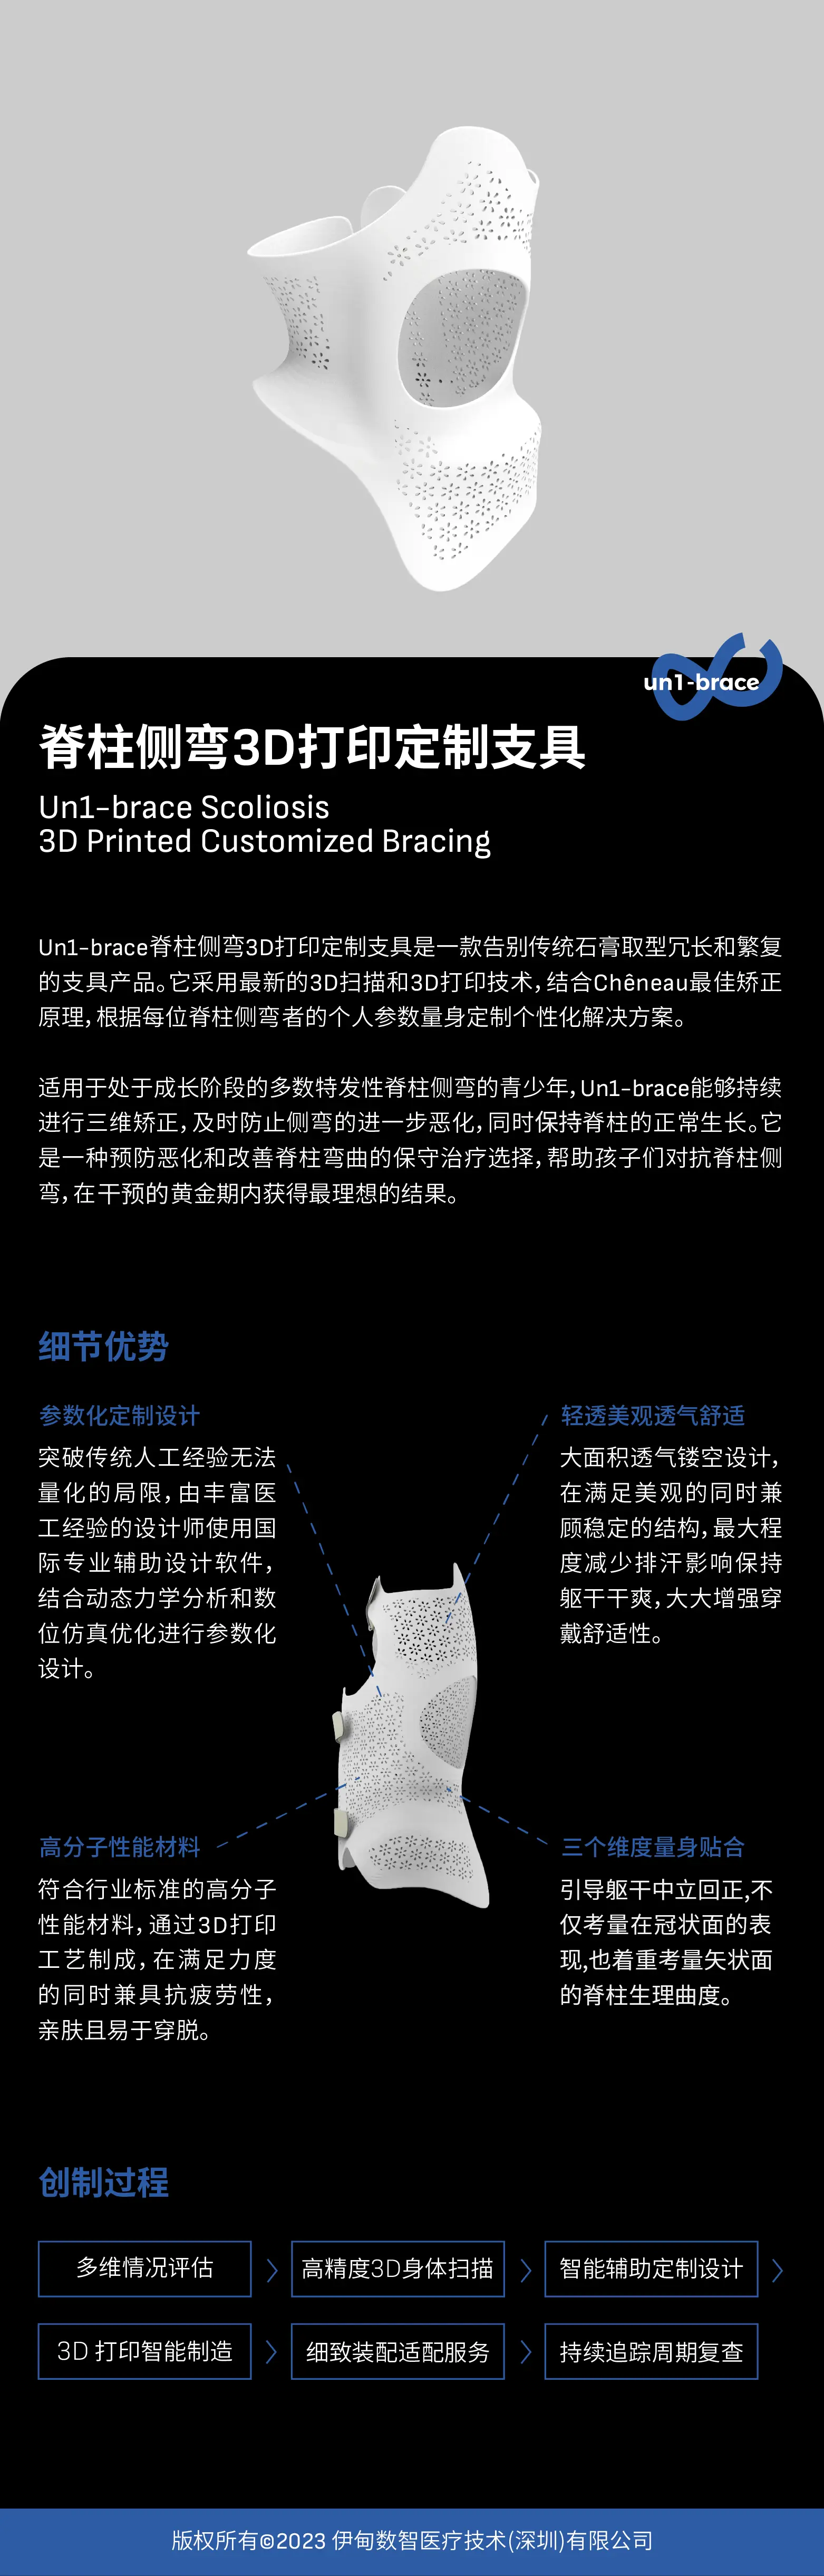 un1-brace
脊柱侧弯3D打印定制支具
Un1-brace Scoliosis
3D Printed Customized Bracing
Un1-brace脊柱侧弯3D打印定制支具是一款告别传统石膏取型冗长和繁复
的支具产品。它采用最新的3D扫描和3D打印技术，结合Chêneau最佳矫正
原理，根据每位脊柱侧弯者的个人参数量身定制个性化解决方案。
适用于处于成长阶段的多数特发性脊柱侧弯的青少年，Un1-brace能够持续
进行三维矫正，及时防止侧弯的进一步恶化，同时保持脊柱的正常生长。它
是一种预防恶化和改善脊柱弯曲的保守治疗选择，帮助孩子们对抗脊柱侧
弯，在干预的黄金期内获得最理想的结果。
细节优势
参数化定制设计
突破传统人工经验无法
量化的局限，由丰富医
工经验的设计师使用国
际专业辅助设计软件，
结合动态力学分析和数
位仿真优化进行参数化
设计。
轻透美观透气舒适
大面积透气镂空设计，
在满足美观的同时兼
顾稳定的结构，最大程
度减少排汗影响保持
躯干干爽，大大增强穿
戴舒适性。
高分子性能材料
符合行业标准的高分子
性能材料，通过3D打印
工艺制成，在满足力度
的同时兼具抗疲劳性，
亲肤且易于穿脱。
三个维度量身贴合
引导躯干中立回正,不
仅考量在冠状面的表
现,也着重考量矢状面
的脊柱生理曲度。
创制过程
多维情况评估
高精度3D身体扫描
智能辅助定制设计
3D 打印智能制造
细致装配适配服务
持续追踪周期复查
版权所有©2023 伊甸数智医疗技术(深圳)有限公司